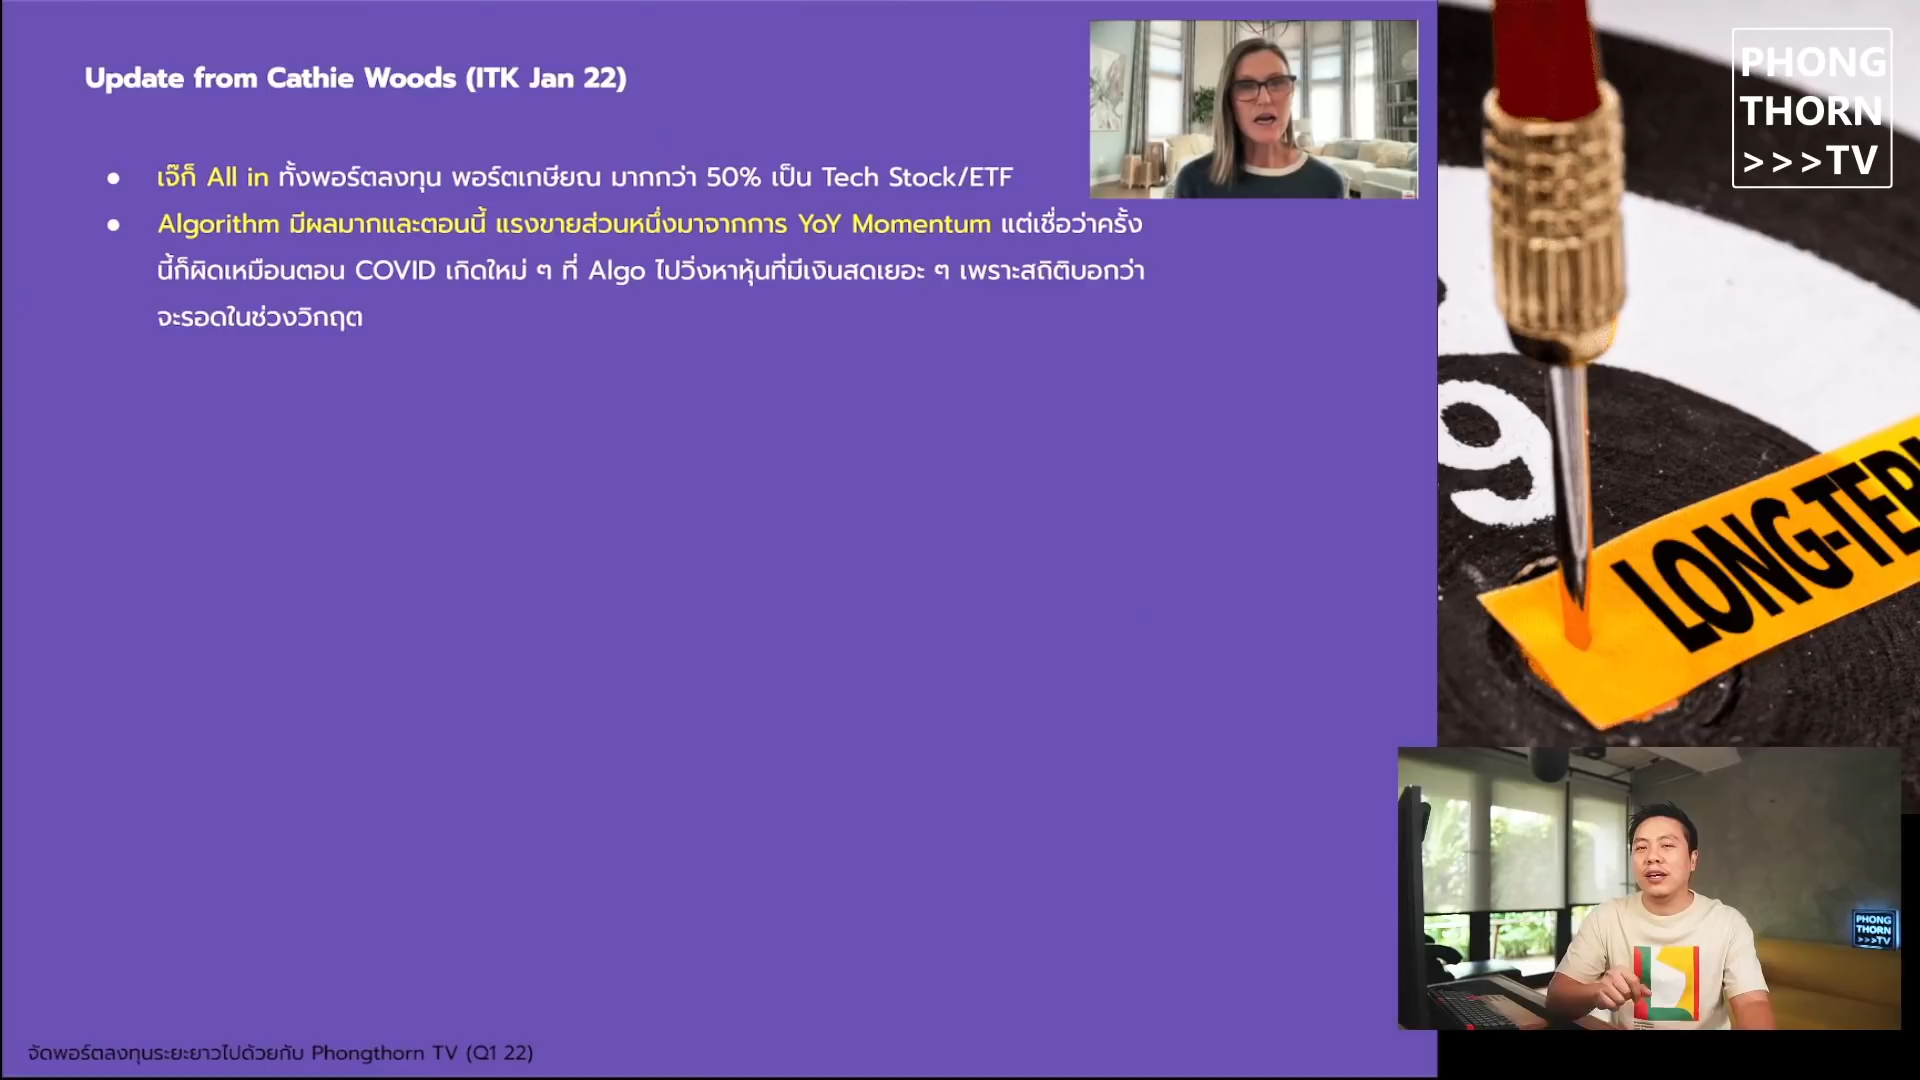 Update from Cathie Woods (ITK Jan 22)
● เจ๊ก็ All in ทั้งพอร์ตลงทุน พอร์ตเกษียณ มากกว่า 50% เป็น Tech Stock/ETF
● Algorithm มีผลมากและตอนนี้ แรงขายส่วนหนึ่งมาจากการ YoY Momentum แต่เชื่อว่าครั้ง
นี้ก็ผิดเหมือนตอน COVID เกิดใหม่ ๆ ที่ Algo ไปวิ่งหาหุ้นที่มีเงินสดเยอะ ๆ เพราะสถิติบอกว่า
จะรอดในช่วงวิกฤต
PHONG
THORN
>>>TV
9
LONG-TER
PHONG
THORN
>>>TV
จัดพอร์ตลงทุนระยะยาวไปด้วยกับ Phongthorn TV (Q1 22)